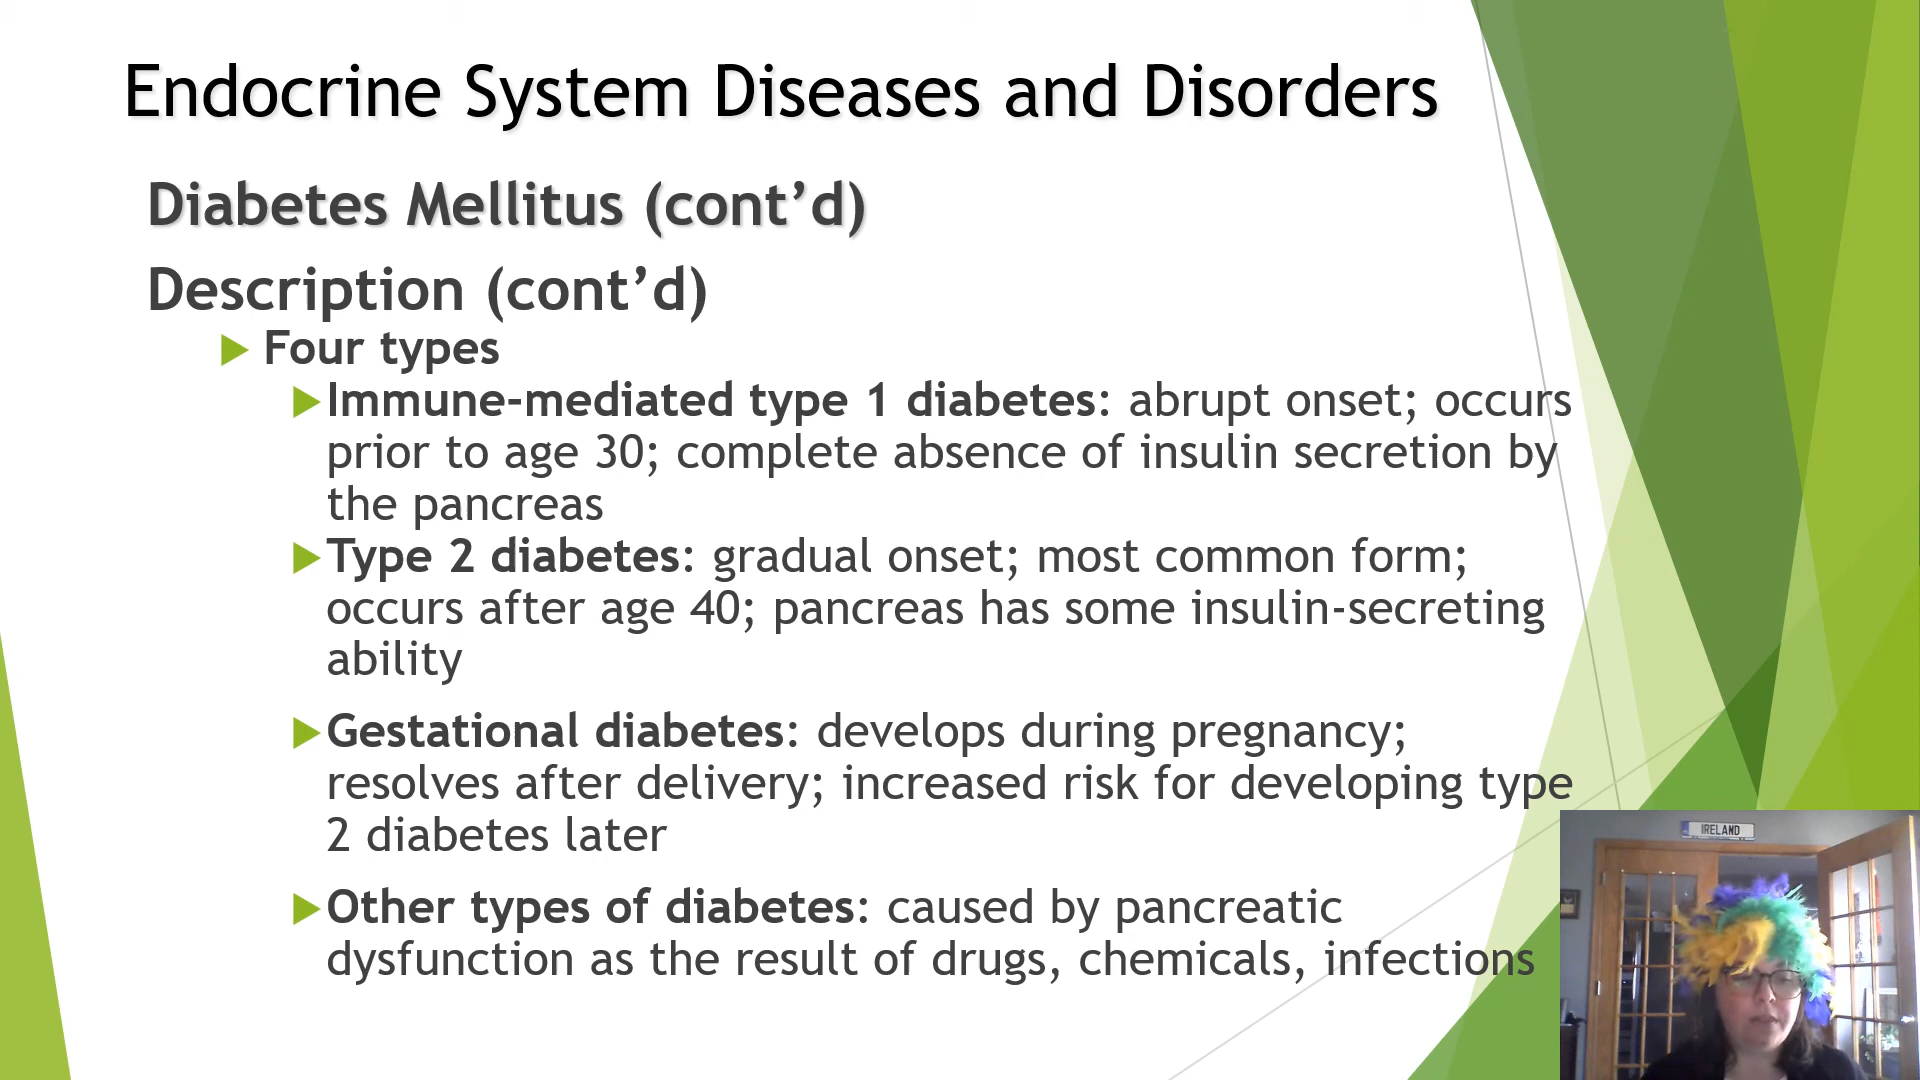 Endocrine System Diseases and Disorders
Diabetes Mellitus (cont’d)
Description (cont’d)
Four types
Immune-mediated type 1 diabetes: abrupt onset; occurs
prior to age 30; complete absence of insulin secretion by
the pancreas
Type 2 diabetes: gradual onset; most common form;
occurs after age 40; pancreas has some insulin-secreting
ability
Gestational diabetes: develops during pregnancy;
resolves after delivery; increased risk for developing type
2 diabetes later
Other types of diabetes: caused by pancreatic
dysfunction as the result of drugs, chemicals, infections
IRELAND